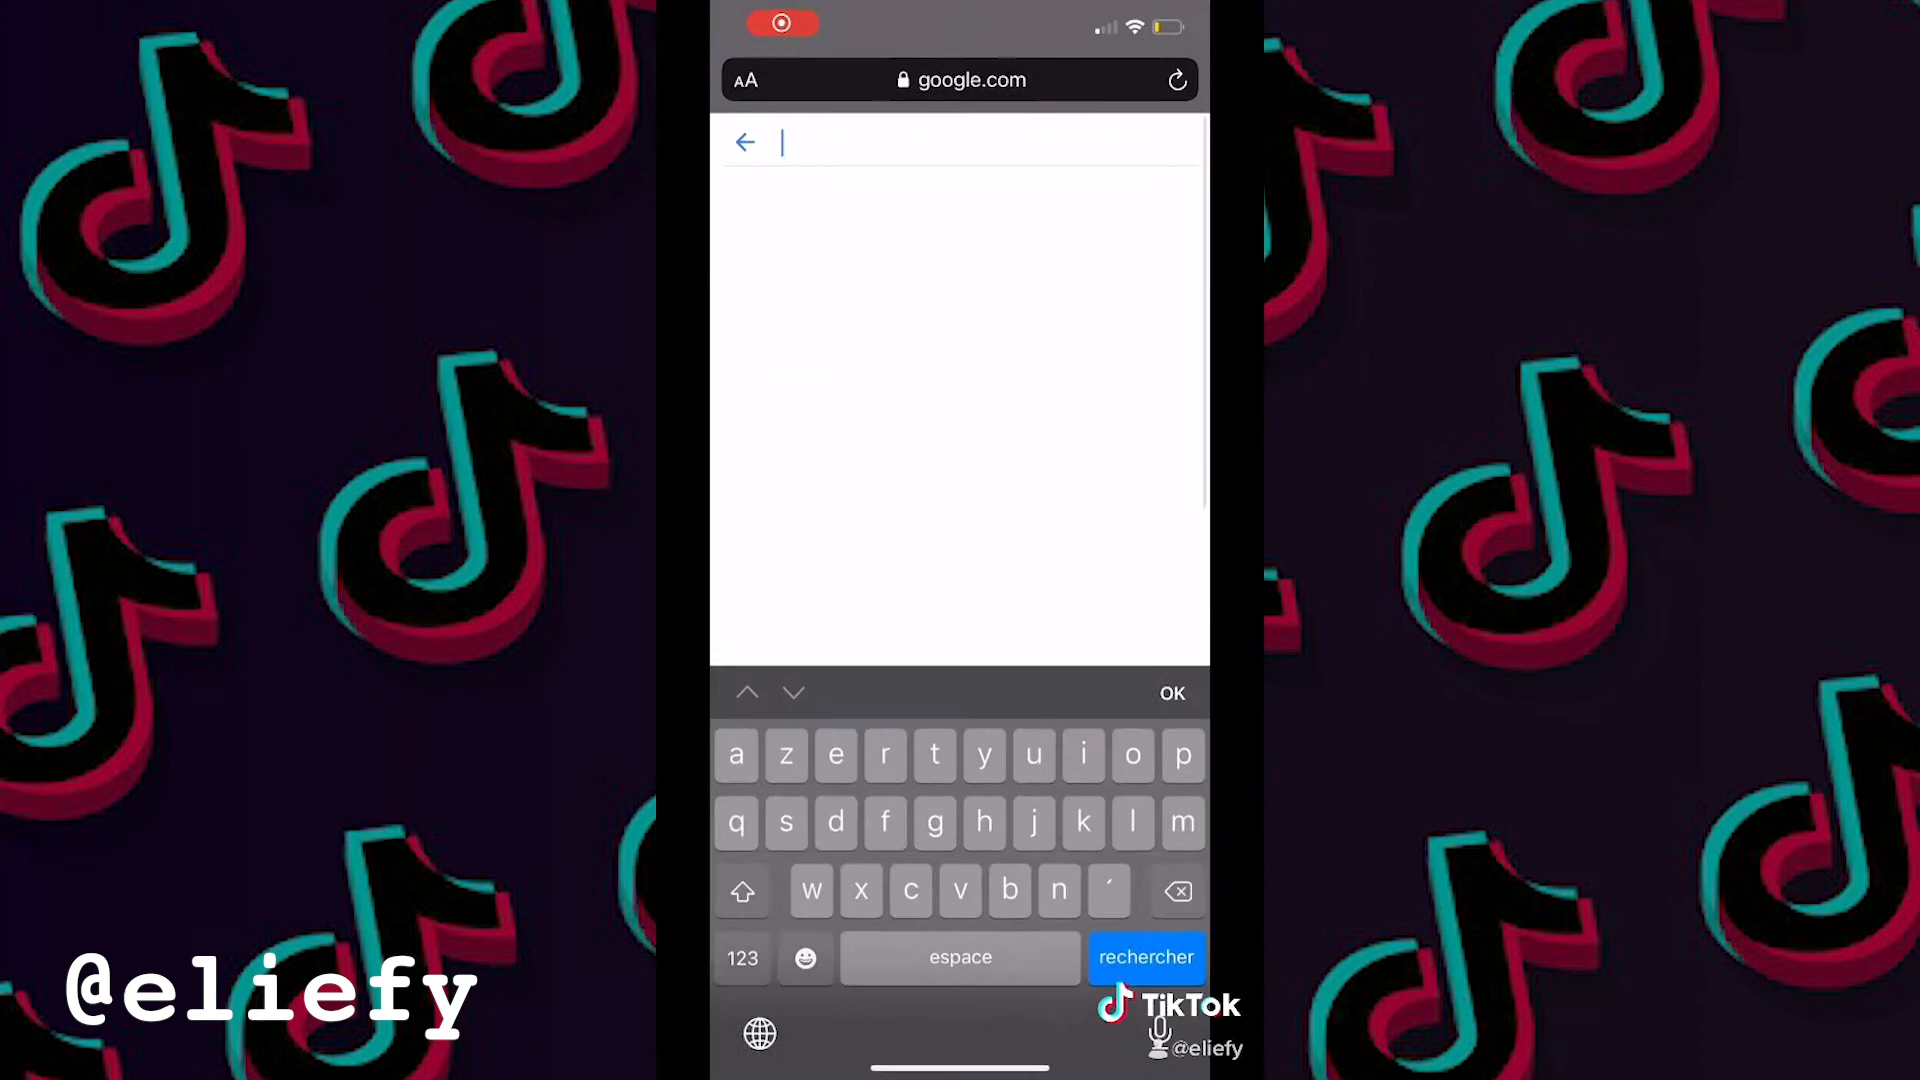 AA google.com
OK
a z e r t y u i o p
q s d f g h j k l m
w x c v b n ´
123 espace rechercher
TikTok
@eliefy
@eliefy